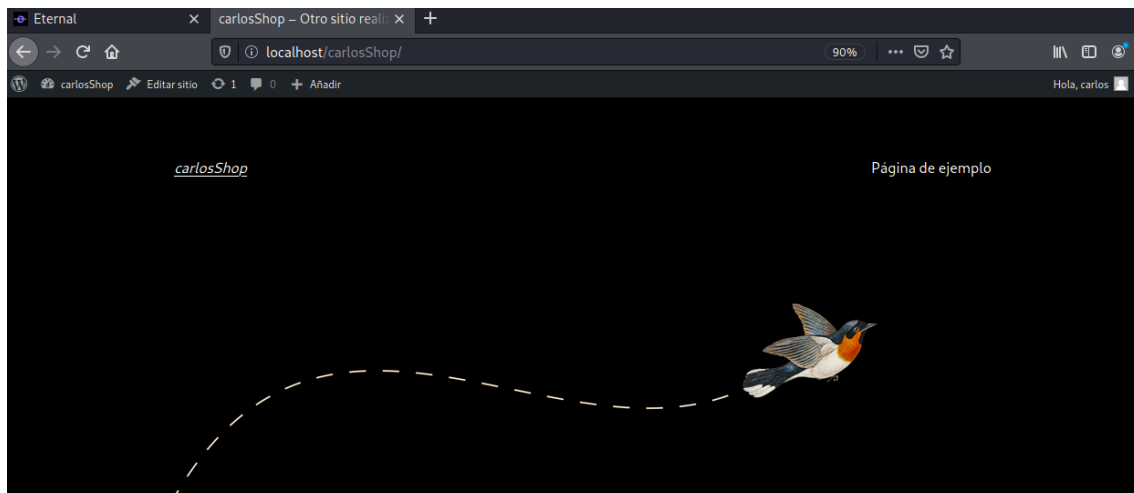 Eternal
carlosShop – Otro sitio reali
localhost/carlosShop/
90%
carlosShop Editar sitio 1 0 Añadir
Hola, carlos
carlosShop
Página de ejemplo